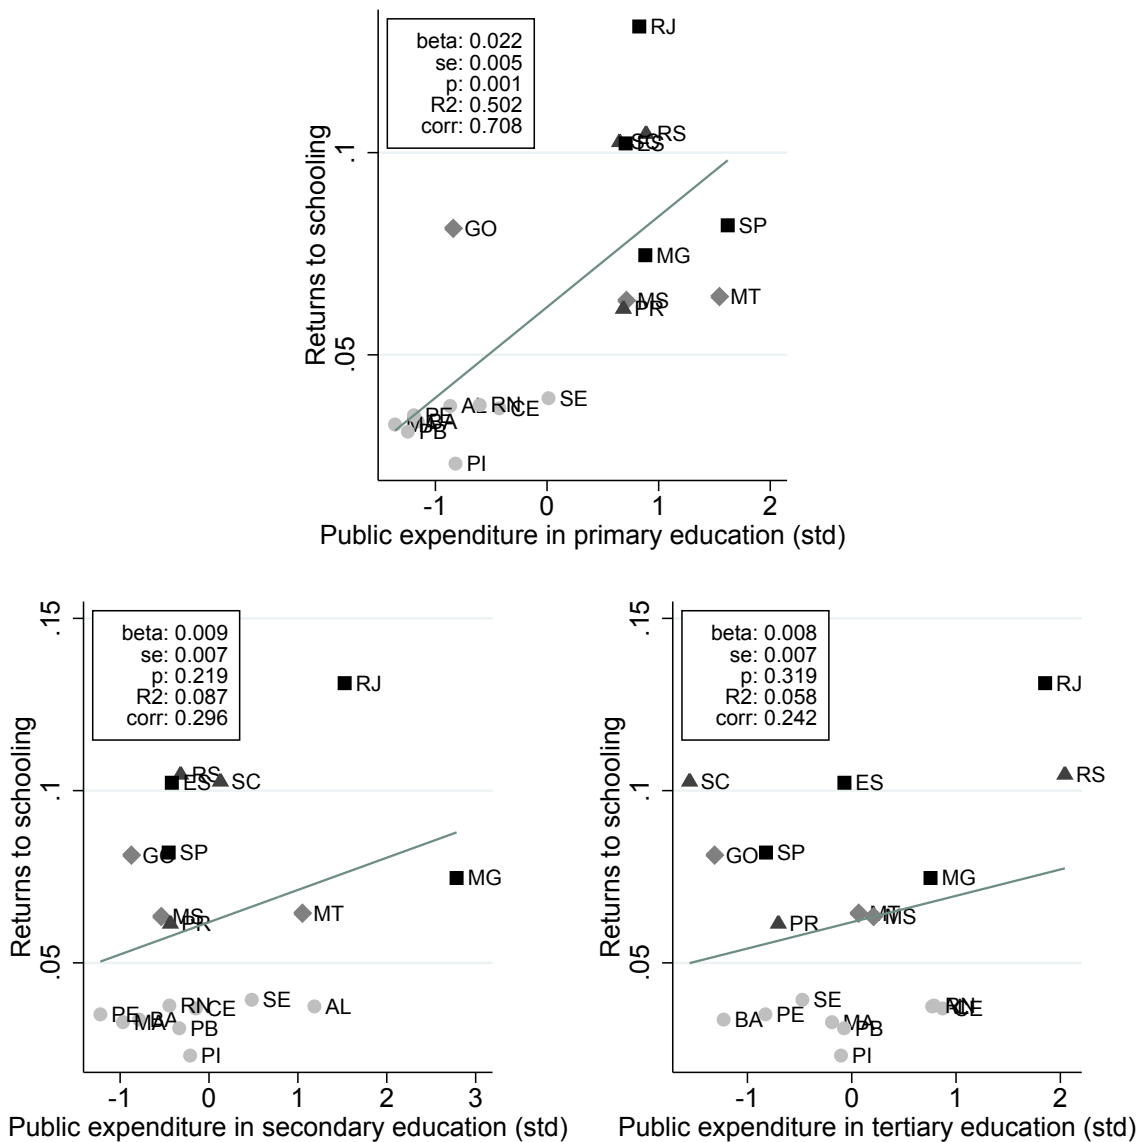 beta: 0.022
se: 0.005
p: 0.001
R2: 0.502
corr: 0.708
RJ
RS
SC
ES
GO
SP
MG
MS
MT
PR
SE
AL
RN
CE
PE
BA
MA
PB
PI
Returns to schooling
.1
.05
-1 0 1 2
Public expenditure in primary education (std)
beta: 0.009
se: 0.007
p: 0.219
R2: 0.087
corr: 0.296
RJ
RS
ES
SC
GO
SP
MG
MS
PR
MT
SE
RN
CE
AL
PE
BA
MA
PB
PI
Returns to schooling
.15
.1
.05
-1 0 1 2 3
Public expenditure in secondary education (std)
beta: 0.008
se: 0.007
p: 0.319
R2: 0.058
corr: 0.242
RJ
SC
ES
RS
GO
SP
MG
MT
MS
PR
SE
RN
CE
BA
PE
MA
PB
PI
Returns to schooling
.15
.1
.05
-1 0 1 2
Public expenditure in tertiary education (std)